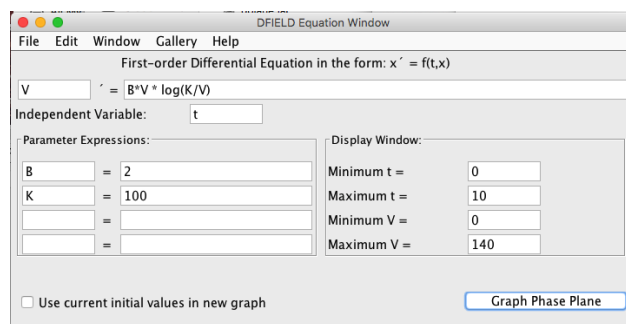 DFIELD Equation Window
File Edit Window Gallery Help
First-order Differential Equation in the form: x´ = f(t,x)
V ´ = B*V * log(K/V)
Independent Variable: t
Parameter Expressions:
B = 2
K = 100
=
=
Display Window:
Minimum t = 0
Maximum t = 10
Minimum V = 0
Maximum V = 140
Use current initial values in new graph
Graph Phase Plane